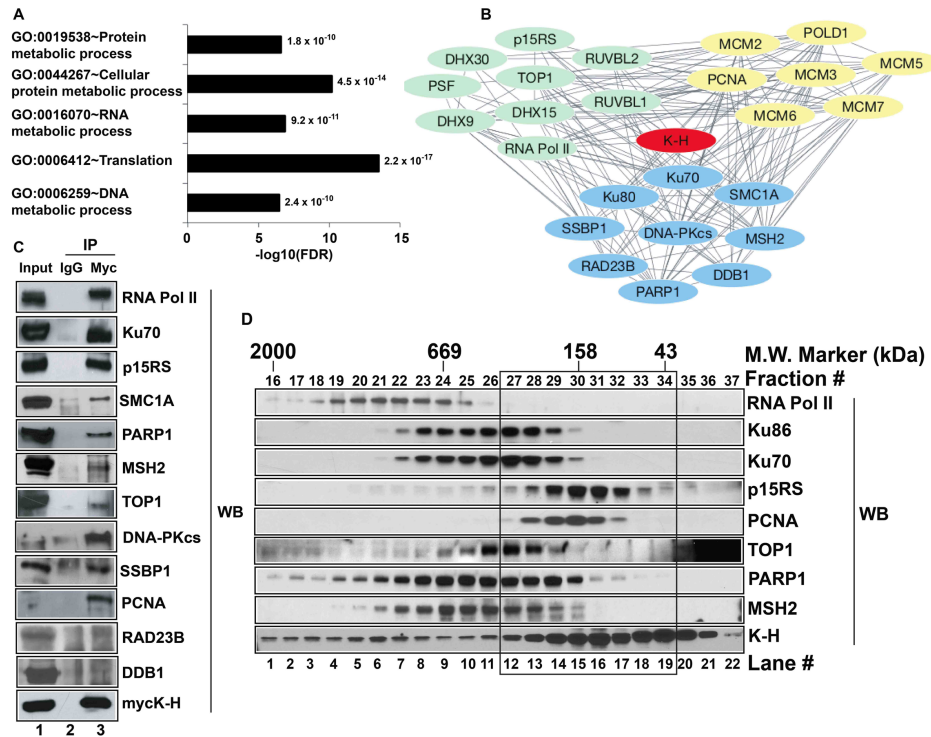 A
GO:0019538~Protein
metabolic process
1.8 x 10-10
GO:0044267~Cellular
protein metabolic process
4.5 x 10-14
GO:0016070~RNA
metabolic process
9.2 x 10-11
GO:0006412~Translation
2.2 x 10-17
GO:0006259~DNA
metabolic process
2.4 x 10-10
0 5 10 15
-log10(FDR)
B
p15RS
DHX30
RUVBL2
PSF
TOP1
RUVBL1
DHX9
DHX15
RNA Pol II
MCM2
POLD1
MCM5
PCNA
MCM3
MCM6
MCM7
K-H
Ku70
Ku80
SMC1A
SSBP1
DNA-PKcs
MSH2
RAD23B
DDB1
PARP1
C
IP
Input IgG Myc
RNA Pol II
Ku70
p15RS
SMC1A
PARP1
MSH2
TOP1
DNA-PKcs
SSBP1
PCNA
RAD23B
DDB1
mycK-H
1 2 3
WB
D
2000 669 158 43 M.W. Marker (kDa)
16 17 18 19 20 21 22 23 24 25 26 27 28 29 30 31 32 33 34 35 36 37 Fraction #
RNA Pol II
Ku86
Ku70
p15RS
PCNA
TOP1
PARP1
MSH2
K-H
1 2 3 4 5 6 7 8 9 10 11 12 13 14 15 16 17 18 19 20 21 22 Lane #
WB